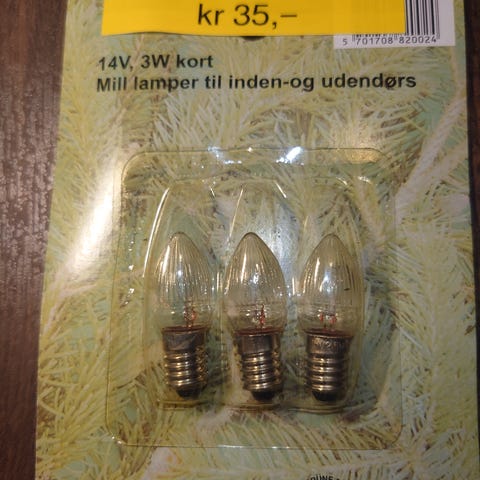 kr 35,–
5 701708 820024
14V, 3W kort
Mill lamper til inden-og udendørs